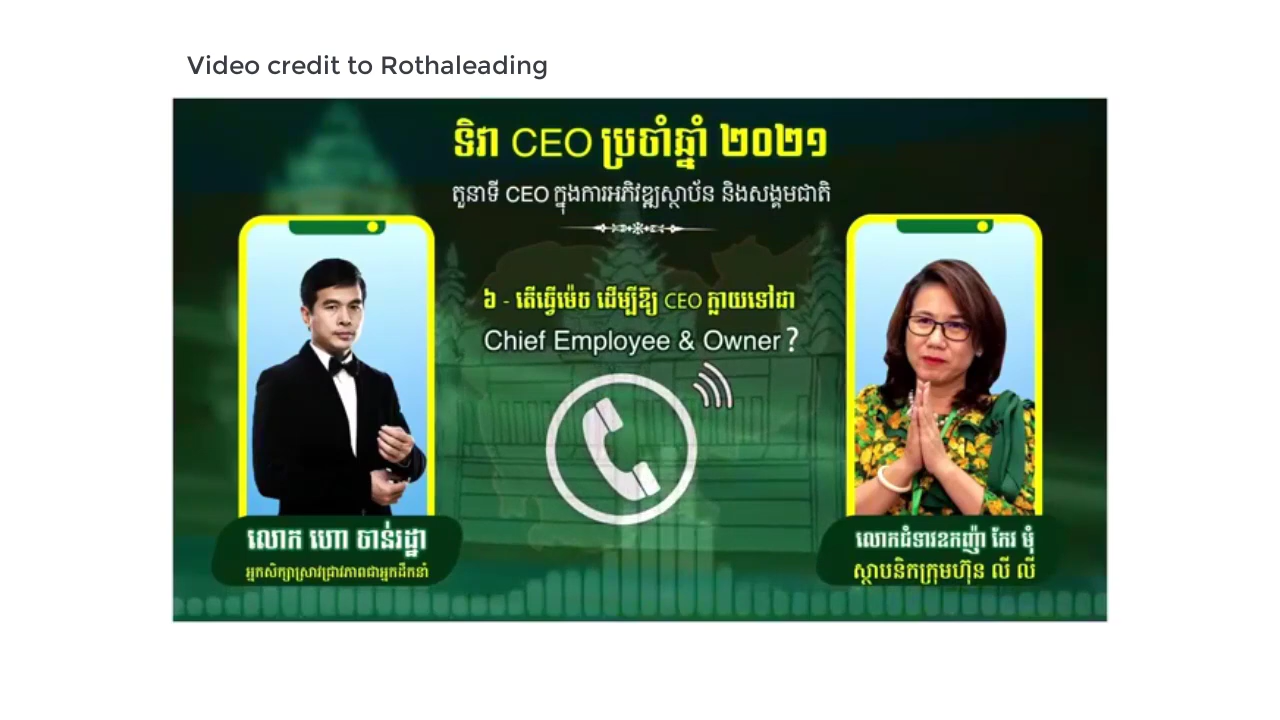 Video credit to Rothaleading
ទិវា CEO ប្រចាំឆ្នាំ ២០២១
តួនាទី CEO ក្នុងការអភិវឌ្ឍស្ថាប័ន និងសង្គមជាតិ
៦ - តើធ្វើម៉េច ដើម្បីឱ្យ CEO ក្លាយទៅជា
Chief Employee & Owner?
លោក ហោ ចាន់រដ្ឋា
អ្នកសិក្សាស្រាវជ្រាវភាពជាអ្នកដឹកនាំ
លោកជំទាវឧកញ៉ា កែវ មុំ
ស្ថាបនិកក្រុមហ៊ុន លី លី